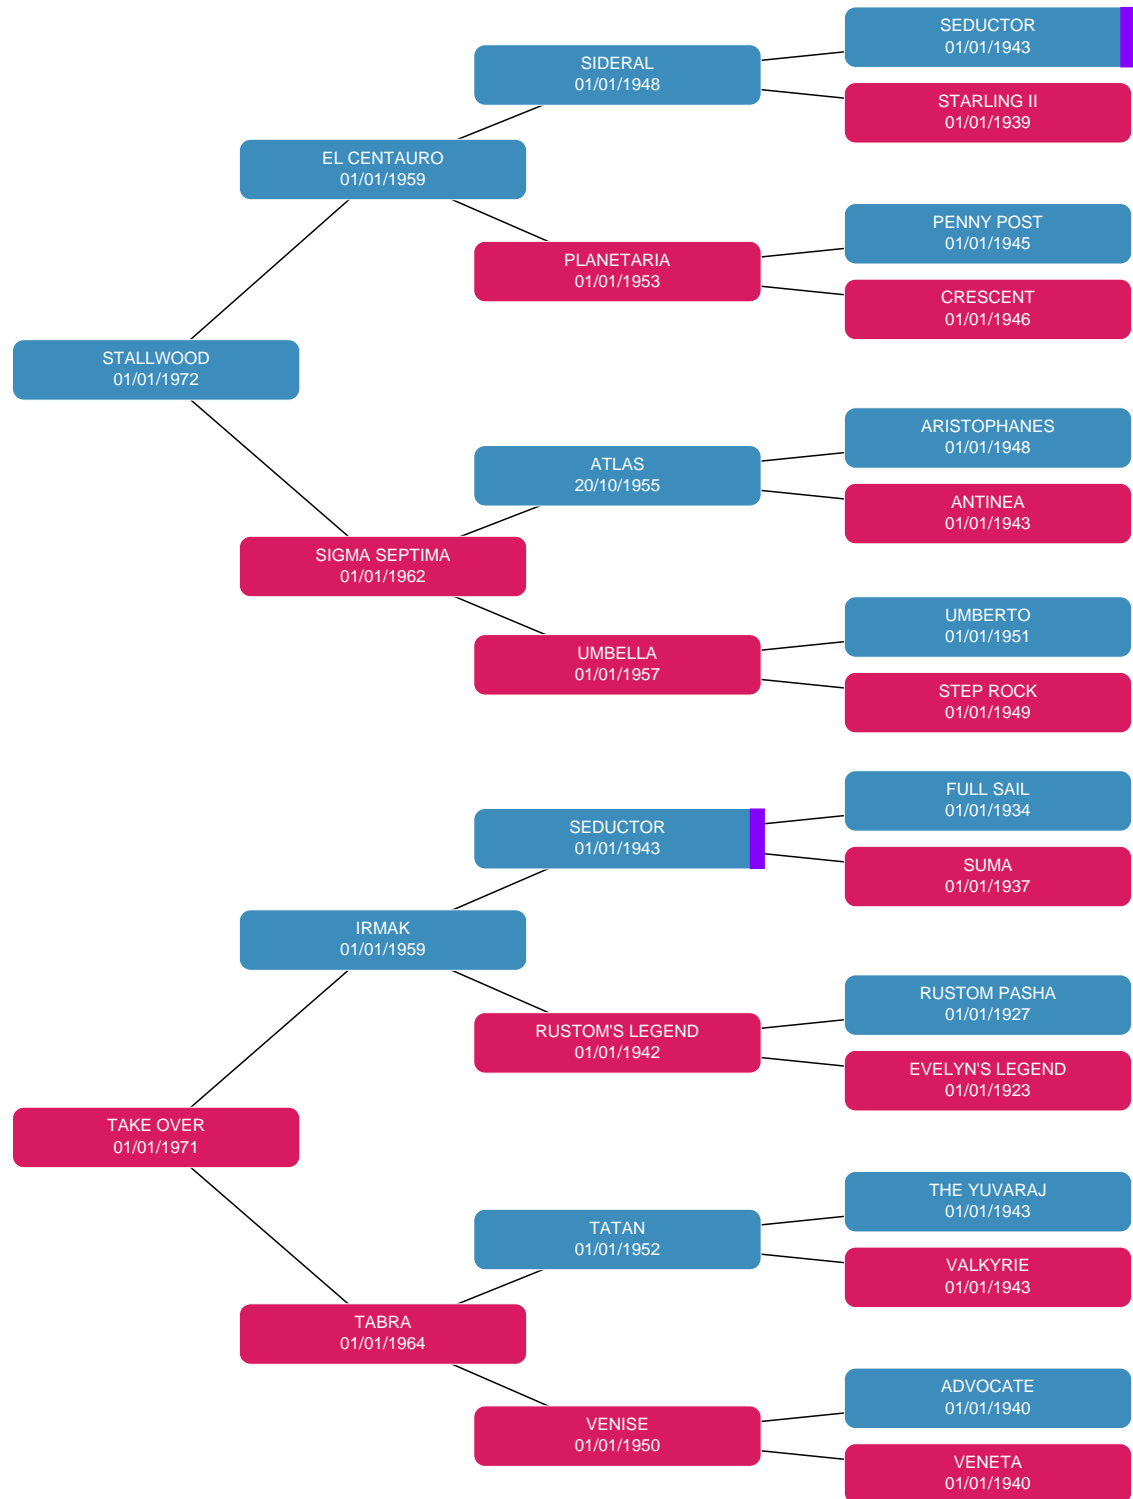 SEDUCTOR
01/01/1943
SIDERAL
01/01/1948
STARLING II
01/01/1939
EL CENTAURO
01/01/1959
PENNY POST
01/01/1945
PLANETARIA
01/01/1953
CRESCENT
01/01/1946
STALLWOOD
01/01/1972
ARISTOPHANES
01/01/1948
ATLAS
20/10/1955
ANTINEA
01/01/1943
SIGMA SEPTIMA
01/01/1962
UMBERTO
01/01/1951
UMBELLA
01/01/1957
STEP ROCK
01/01/1949
FULL SAIL
01/01/1934
SEDUCTOR
01/01/1943
SUMA
01/01/1937
IRMAK
01/01/1959
RUSTOM PASHA
01/01/1927
RUSTOM'S LEGEND
01/01/1942
EVELYN'S LEGEND
01/01/1923
TAKE OVER
01/01/1971
THE YUVARAJ
01/01/1943
TATAN
01/01/1952
VALKYRIE
01/01/1943
TABRA
01/01/1964
ADVOCATE
01/01/1940
VENISE
01/01/1950
VENETA
01/01/1940